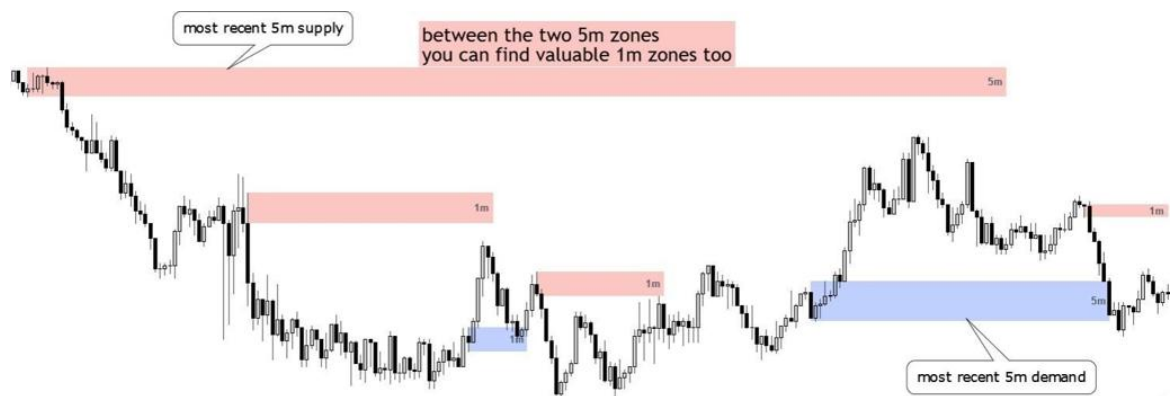 most recent 5m supply
between the two 5m zones
you can find valuable 1m zones too
5m
1m
1m
1m
1m
5m
most recent 5m demand